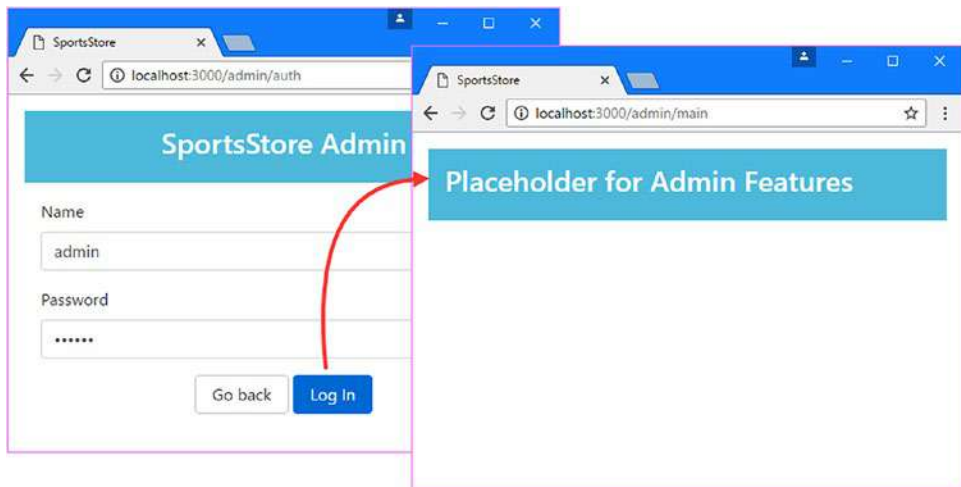 SportsStore
localhost:3000/admin/auth
SportsStore Admin
Name
admin
Password
••••••
Go back
Log In
SportsStore
localhost:3000/admin/main
Placeholder for Admin Features